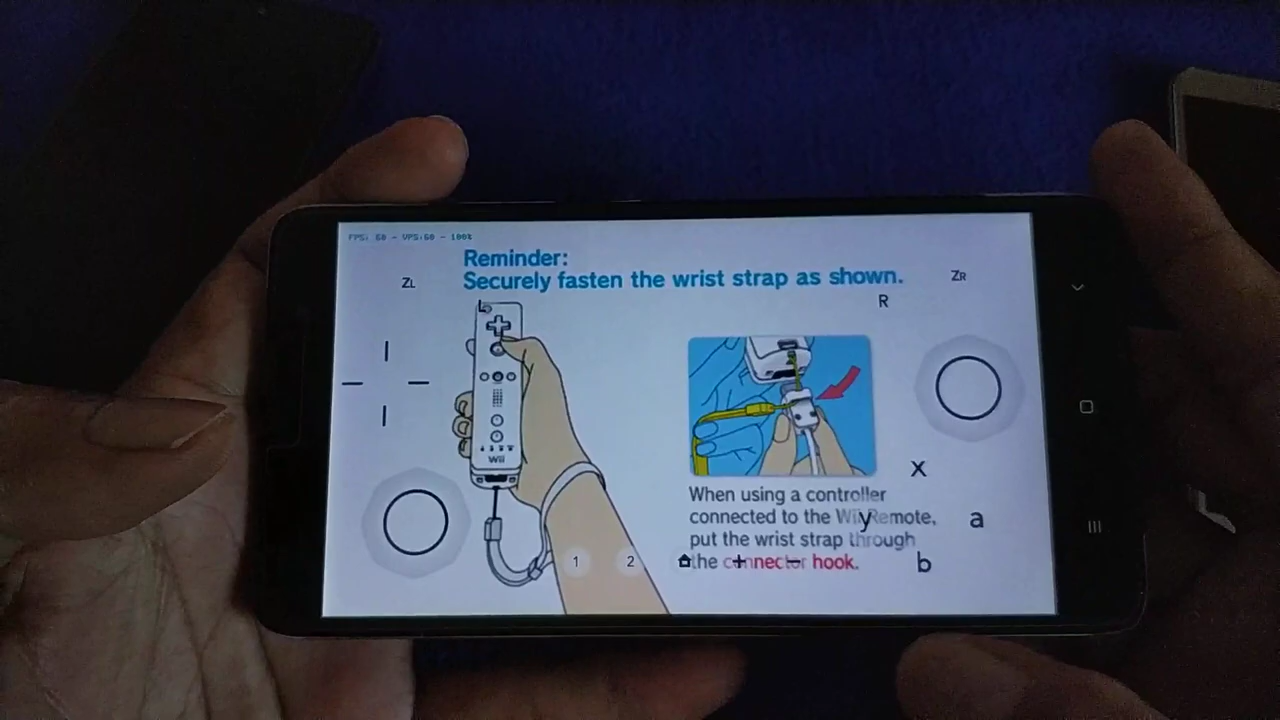 FPS: 60 - VPS:60 - 100%
Reminder:
Securely fasten the wrist strap as shown.
ZL
ZR
R
L
Wii
x
When using a controller
connected to the Wii Remote,
y
a
put the wrist strap through
the connector hook.
1
2
+
-
b